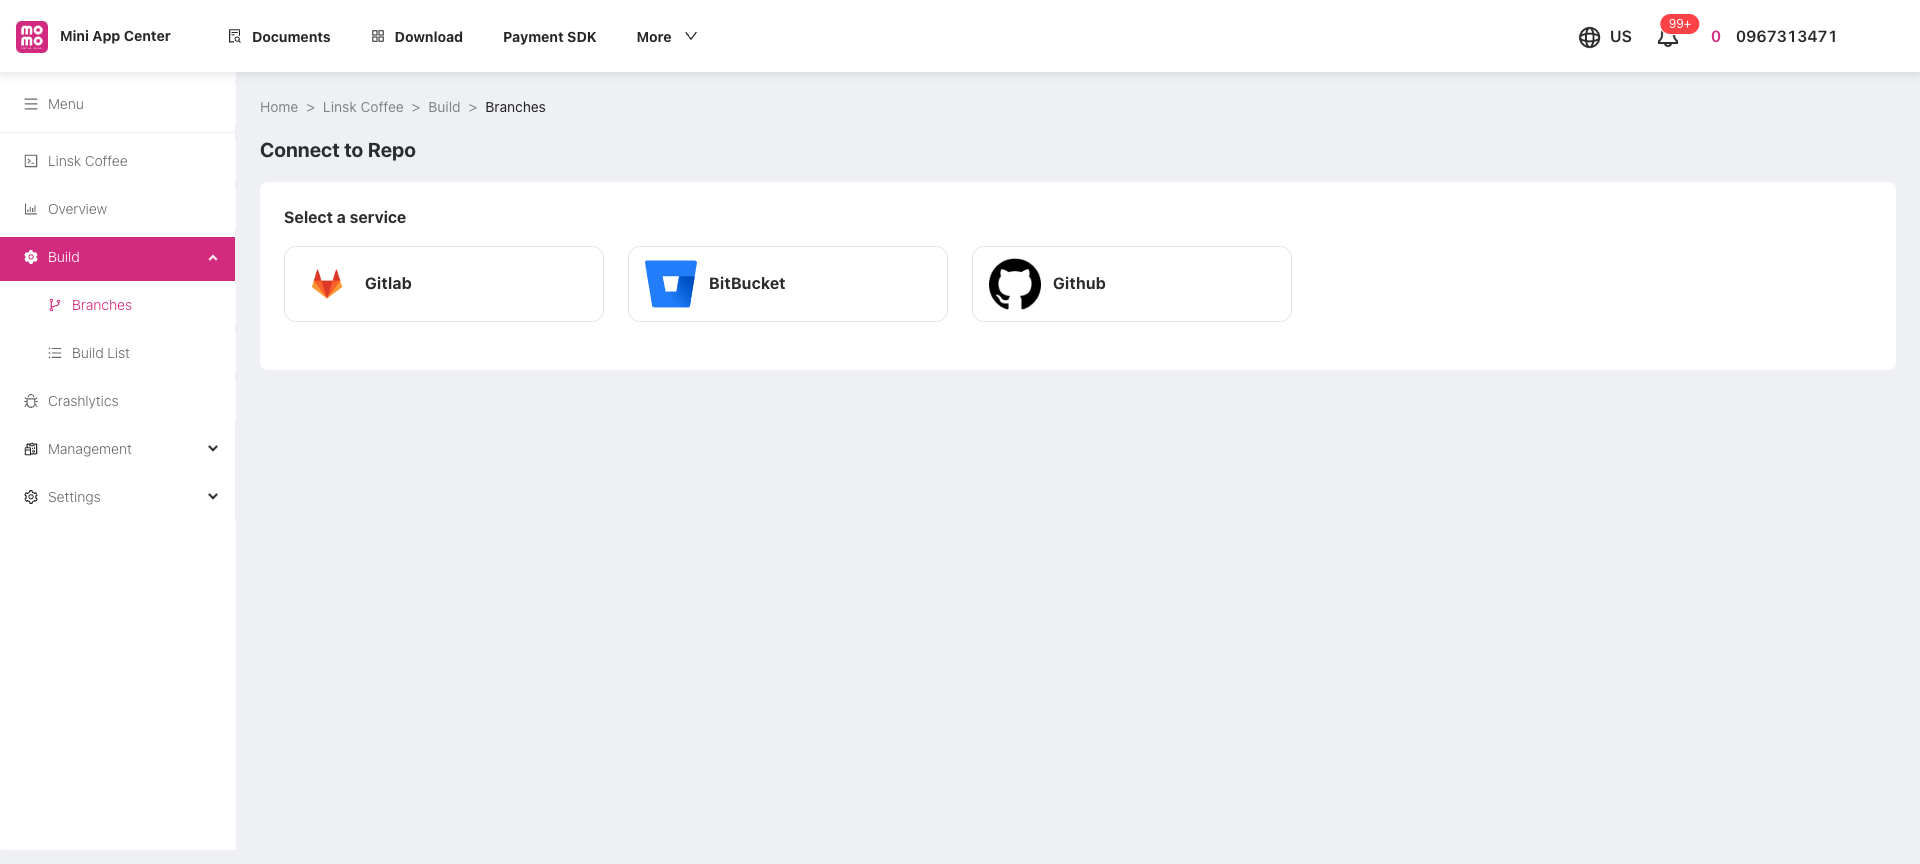 mo
mo
Mini App Center
Documents
Download
Payment SDK
More
US
99+
0
0967313471
Menu
Linsk Coffee
Overview
Build
Branches
Build List
Crashlytics
Management
Settings
Home > Linsk Coffee > Build > Branches
Connect to Repo
Select a service
Gitlab
BitBucket
Github